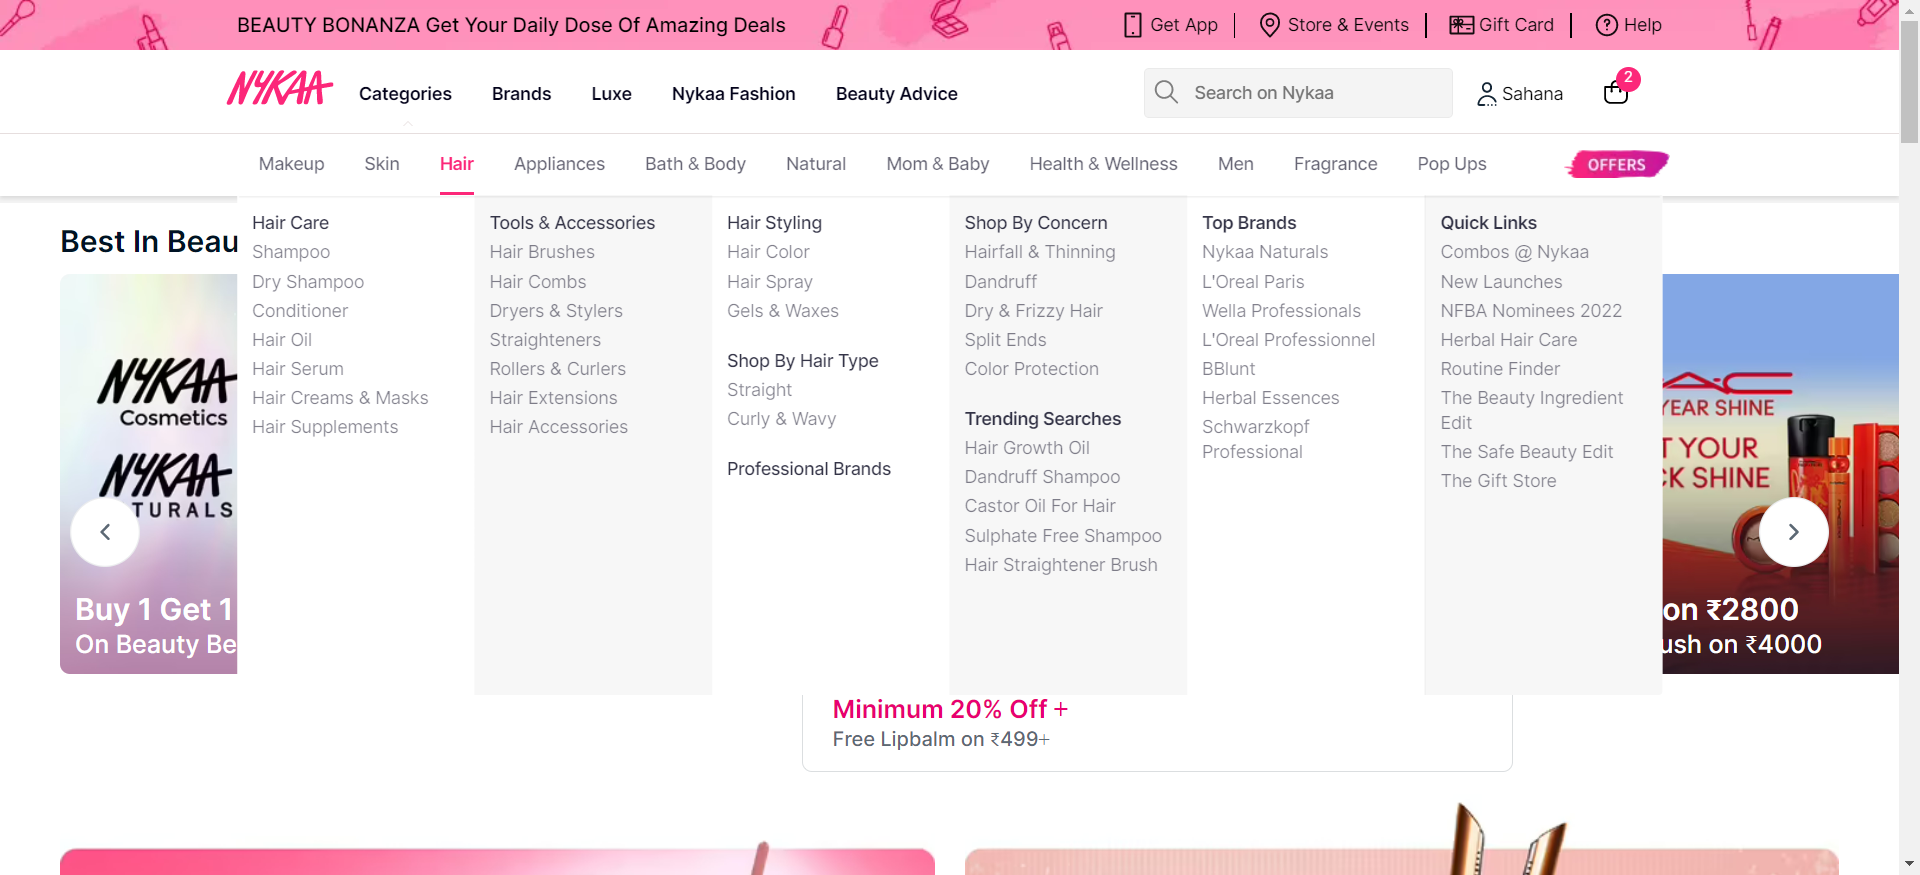 BEAUTY BONANZA Get Your Daily Dose Of Amazing Deals
Get App
Store & Events
Gift Card
Help
NYKAA
Categories
Brands
Luxe
Nykaa Fashion
Beauty Advice
Search on Nykaa
Sahana
2
Makeup
Skin
Hair
Appliances
Bath & Body
Natural
Mom & Baby
Health & Wellness
Men
Fragrance
Pop Ups
OFFERS
Best In Beau
Hair Care
Shampoo
Dry Shampoo
Conditioner
Hair Oil
Hair Serum
Hair Creams & Masks
Hair Supplements
Tools & Accessories
Hair Brushes
Hair Combs
Dryers & Stylers
Straighteners
Rollers & Curlers
Hair Extensions
Hair Accessories
Hair Styling
Hair Color
Hair Spray
Gels & Waxes
Shop By Hair Type
Straight
Curly & Wavy
Professional Brands
Shop By Concern
Hairfall & Thinning
Dandruff
Dry & Frizzy Hair
Split Ends
Color Protection
Trending Searches
Hair Growth Oil
Dandruff Shampoo
Castor Oil For Hair
Sulphate Free Shampoo
Hair Straightener Brush
Top Brands
Nykaa Naturals
L'Oreal Paris
Wella Professionals
L'Oreal Professionnel
BBlunt
Herbal Essences
Schwarzkopf
Professional
Quick Links
Combos @ Nykaa
New Launches
NFBA Nominees 2022
Herbal Hair Care
Routine Finder
The Beauty Ingredient
Edit
The Safe Beauty Edit
The Gift Store
NYKAA
Cosmetics
NYKAA
TURALS
Buy 1 Get 1
On Beauty Be
MAC
YEAR SHINE
T YOUR
CK SHINE
on ₹2800
ush on ₹4000
Minimum 20% Off +
Free Lipbalm on ₹499+